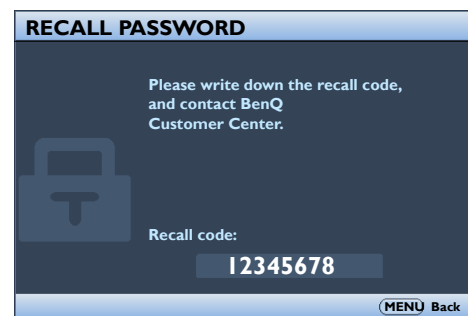 RECALL PASSWORD
Please write down the recall code,
and contact BenQ
Customer Center.
Recall code:
12345678
MENU Back